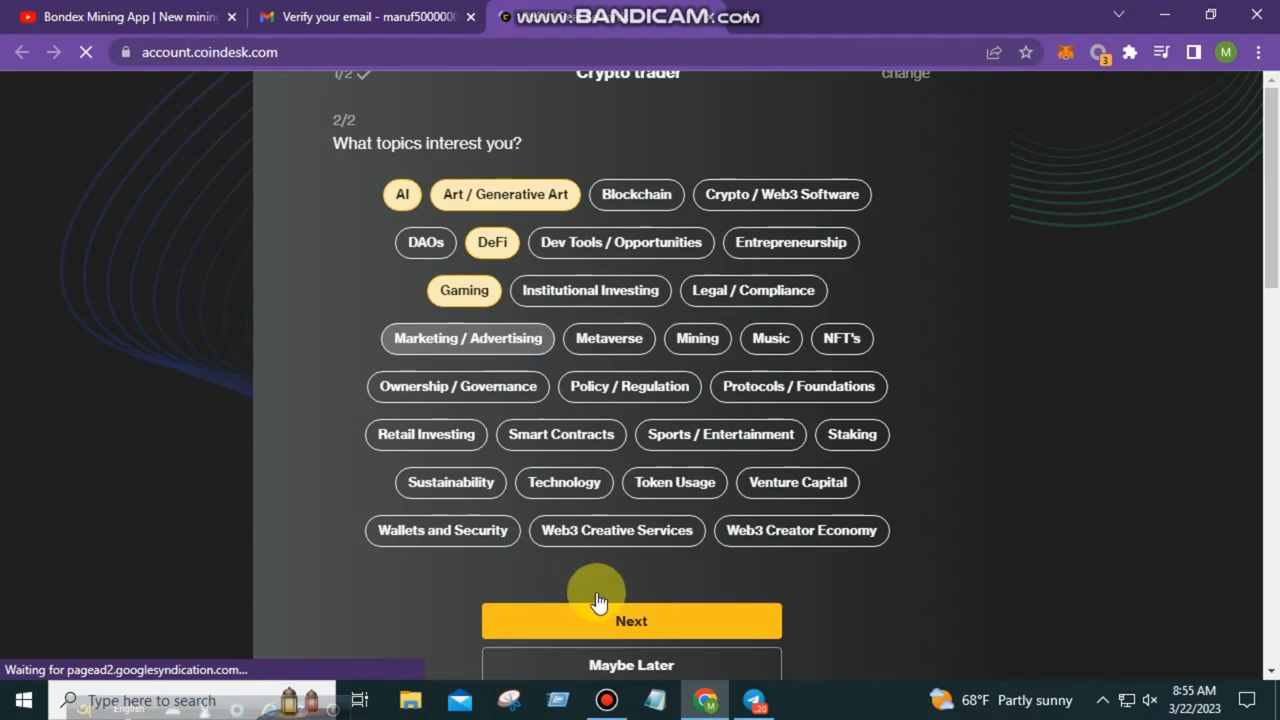 Bondex Mining App | New minin
Verify your email - maruf5000000
www.BANDICAM.com
account.coindesk.com
3
M
1/2
Crypto trader
change
2/2
What topics interest you?
AI
Art / Generative Art
Blockchain
Crypto / Web3 Software
DAOs
DeFi
Dev Tools / Opportunities
Entrepreneurship
Gaming
Institutional Investing
Legal / Compliance
Marketing / Advertising
Metaverse
Mining
Music
NFT's
Ownership / Governance
Policy / Regulation
Protocols / Foundations
Retail Investing
Smart Contracts
Sports / Entertainment
Staking
Sustainability
Technology
Token Usage
Venture Capital
Wallets and Security
Web3 Creative Services
Web3 Creator Economy
Next
Maybe Later
Waiting for pagead2.googlesyndication.com...
Type here to search
English
.20
68°F Partly sunny
8:55 AM
3/22/2023